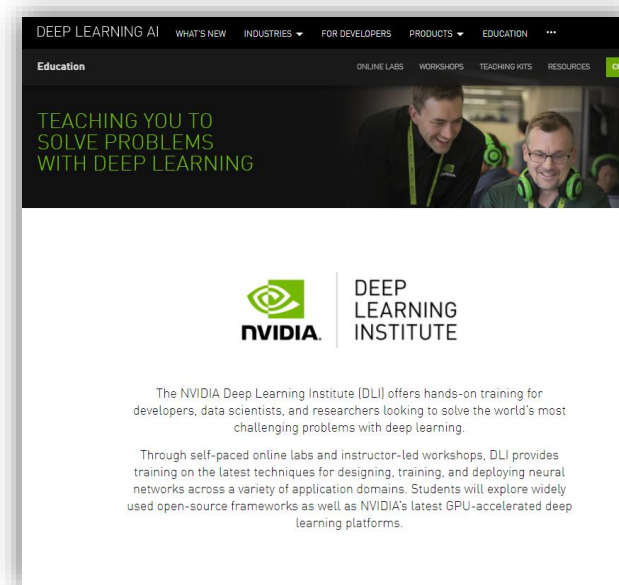 DEEP LEARNING AI WHAT'S NEW INDUSTRIES FOR DEVELOPERS PRODUCTS EDUCATION •••
Education ONLINE LABS WORKSHOPS TEACHING KITS RESOURCES
TEACHING YOU TO
SOLVE PROBLEMS
WITH DEEP LEARNING
NVIDIA.
DEEP
LEARNING
INSTITUTE
The NVIDIA Deep Learning Institute (DLI) offers hands-on training for
developers, data scientists, and researchers looking to solve the world's most
challenging problems with deep learning.
Through self-paced online labs and instructor-led workshops, DLI provides
training on the latest techniques for designing, training, and deploying neural
networks across a variety of application domains. Students will explore widely
used open-source frameworks as well as NVIDIA's latest GPU-accelerated deep
learning platforms.